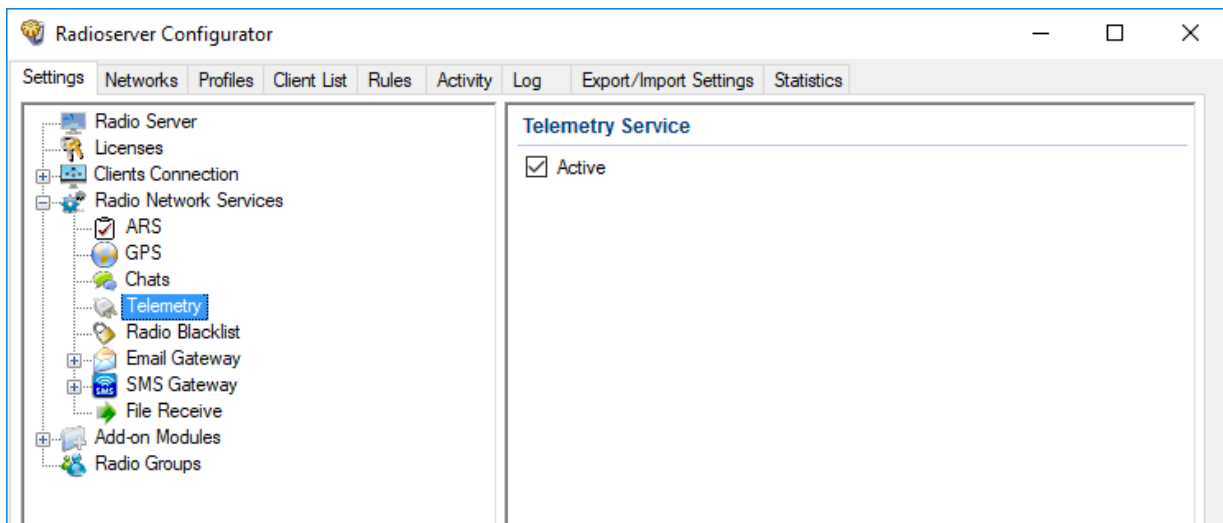 Radioserver Configurator
Settings Networks Profiles Client List Rules Activity Log Export/Import Settings Statistics
Radio Server
Licenses
Clients Connection
Radio Network Services
ARS
GPS
Chats
Telemetry
Radio Blacklist
Email Gateway
SMS Gateway
File Receive
Add-on Modules
Radio Groups
Telemetry Service
Active